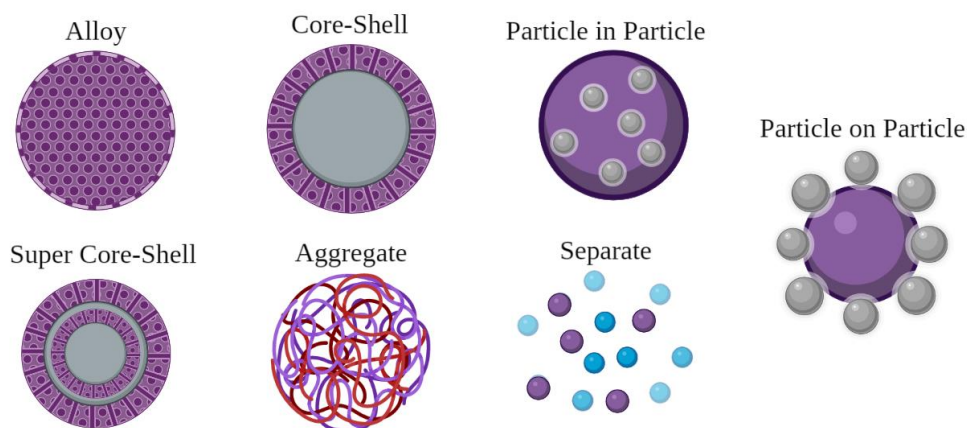 Alloy
Core-Shell
Particle in Particle
Particle on Particle
Super Core-Shell
Aggregate
Separate